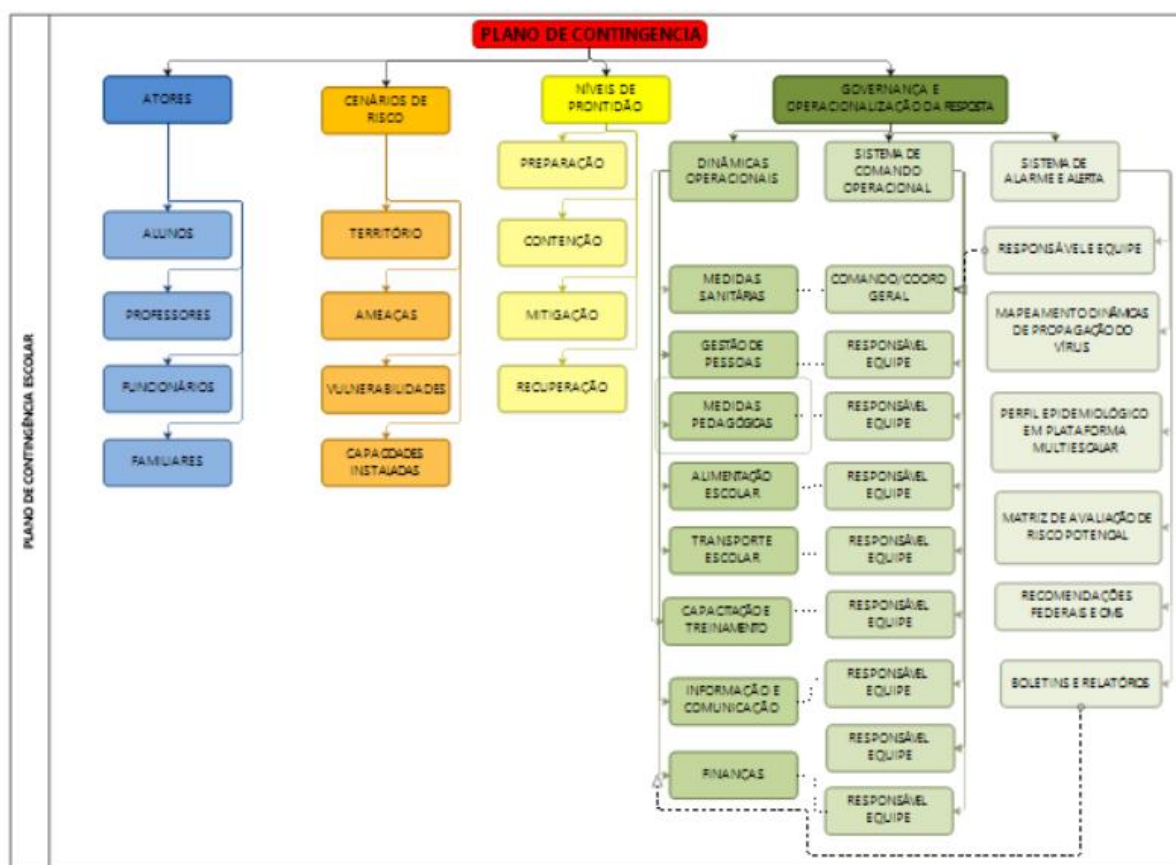 PLANO DE CONTINGÊNCIA ESCOLAR
PLANO DE CONTINGENCIA
ATORES
ALUNOS
PROFESSORES
FUNCIONÁRIOS
FAMILIARES
CENÁRIOS DE
RISCO
TERRITÓRIO
AMEAÇAS
VULNERABILIDADES
CAPACIDADES
INSTALADAS
NÍVEIS DE
PRONTIDÃO
PREPARAÇÃO
CONTENÇÃO
MITIGAÇÃO
RECUPERAÇÃO
GOVERNANÇA E
OPERACIONALIZAÇÃO DA RESPOSTA
DINÂMICAS
OPERACIONAIS
MEDIDAS
SANITÁRIAS
GESTÃO DE
PESSOAS
MEDIDAS
PEDAGÓGICAS
ALIMENTAÇÃO
ESCOLAR
TRANSPORTE
ESCOLAR
CAPACITAÇÃO E
TREINAMENTO
INFORMAÇÃO E
COMUNICAÇÃO
FINANÇAS
SISTEMA DE
COMANDO
OPERACIONAL
COMANDO/COORD
GERAL
RESPONSÁVEL
EQUIPE
RESPONSÁVEL
EQUIPE
RESPONSÁVEL
EQUIPE
RESPONSÁVEL
EQUIPE
RESPONSÁVEL
EQUIPE
RESPONSÁVEL
EQUIPE
RESPONSÁVEL
EQUIPE
RESPONSÁVEL
EQUIPE
SISTEMA DE
ALARME E ALERTA
RESPONSÁVEL E EQUIPE
MAPEAMENTO DINÂMICAS
DE PROPAGAÇÃO DO
VÍRUS
PERFIL EPIDEMIOLÓGICO
EM PLATAFORMA
MULTIESCALAR
MATRIZ DE AVALIAÇÃO DE
RISCO POTENCIAL
RECOMENDAÇÕES
FEDERAIS E OMS
BOLETINS E RELATÓRIOS